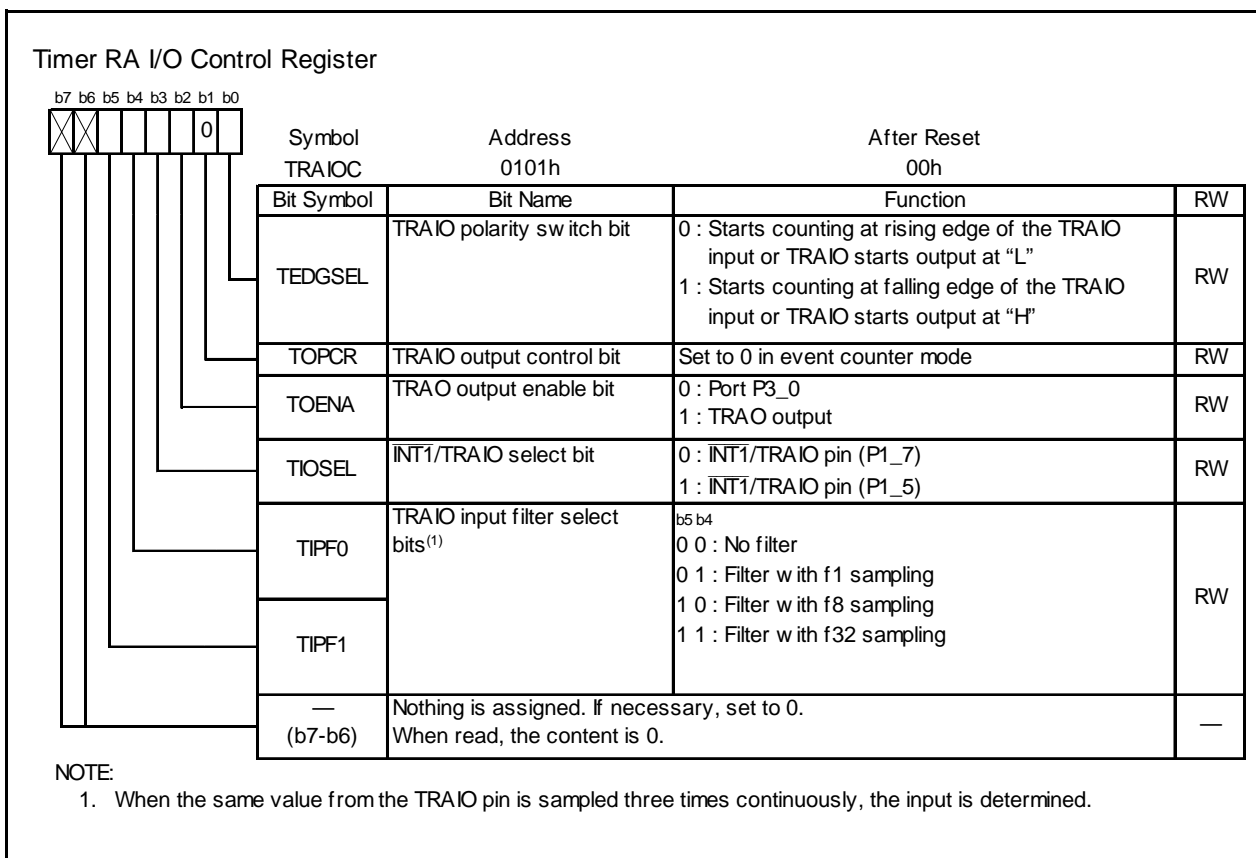 Timer RA I/O Control Register
b7 b6 b5 b4 b3 b2 b1 b0
0
Symbol Address After Reset
TRAIOC 0101h 00h
Bit Symbol Bit Name Function RW
TEDGSEL TRAIO polarity switch bit 0 : Starts counting at rising edge of the TRAIO
input or TRAIO starts output at “L”
1 : Starts counting at falling edge of the TRAIO
input or TRAIO starts output at “H”
RW
TOPCR TRAIO output control bit Set to 0 in event counter mode RW
TOENA TRAO output enable bit 0 : Port P3_0
1 : TRAO output
RW
TIOSEL INT1/TRAIO select bit 0 : INT1/TRAIO pin (P1_7)
1 : INT1/TRAIO pin (P1_5)
RW
TIPF0 TRAIO input filter select
bits(1)
b5 b4
0 0 : No filter
0 1 : Filter with f1 sampling
1 0 : Filter with f8 sampling
1 1 : Filter with f32 sampling
RW
TIPF1
—
(b7-b6)
Nothing is assigned. If necessary, set to 0.
When read, the content is 0.
—
NOTE:
1. When the same value from the TRAIO pin is sampled three times continuously, the input is determined.